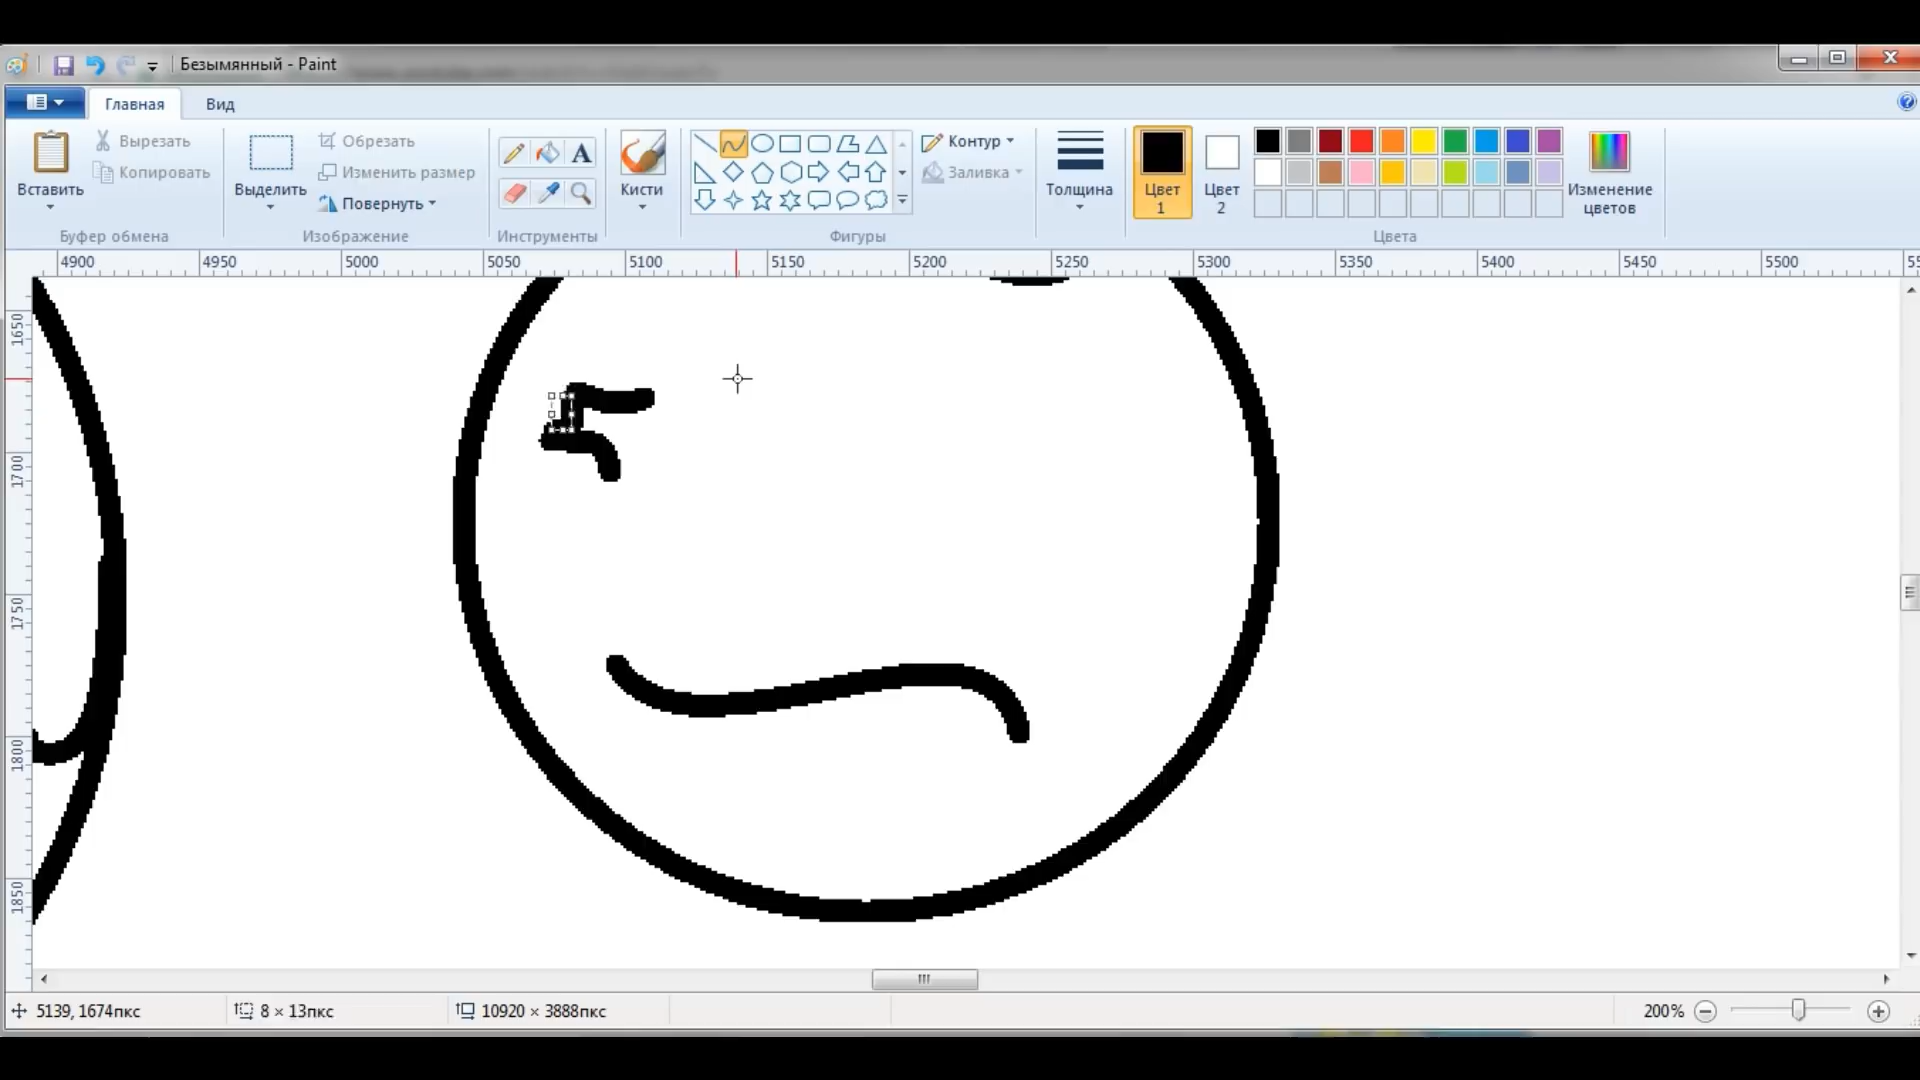 Безымянный - Paint
Главная Вид
Вставить
Вырезать
Копировать
Буфер обмена
Выделить
Обрезать
Изменить размер
Повернуть
Изображение
A
Инструменты
Кисти
Фигуры
Контур
Заливка
Толщина
Цвет
1
Цвет
2
Изменение
цветов
Цвета
4900 4950 5000 5050 5100 5150 5200 5250 5300 5350 5400 5450 5500 55
1650
1700
1750
1800
1850
5139, 1674пкс 8 × 13пкс 10920 × 3888пкс 200%